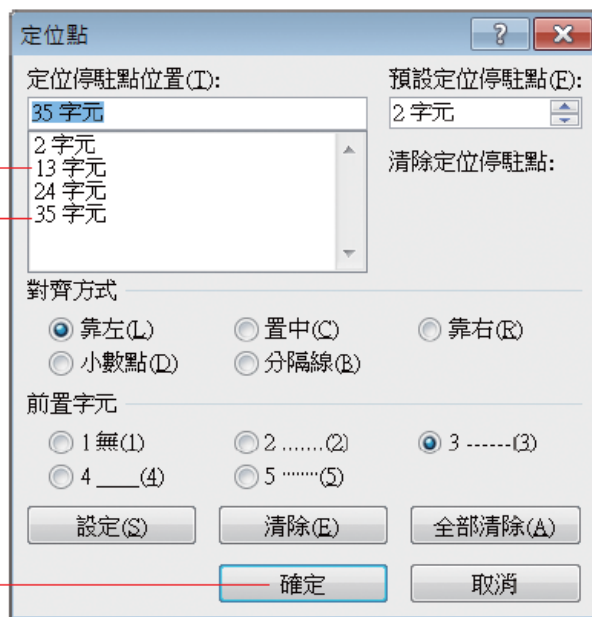 定位點
定位停駐點位置(T): 預設定位停駐點(F):
35 字元 2 字元
2 字元 清除定位停駐點:
13 字元
24 字元
35 字元
對齊方式
靠左(L) 置中(C) 靠右(R)
小數點(D) 分隔線(B)
前置字元
1 無(1) 2 .......(2) 3 ------(3)
4 ____(4) 5 ········(5)
設定(S) 清除(E) 全部清除(A)
確定 取消